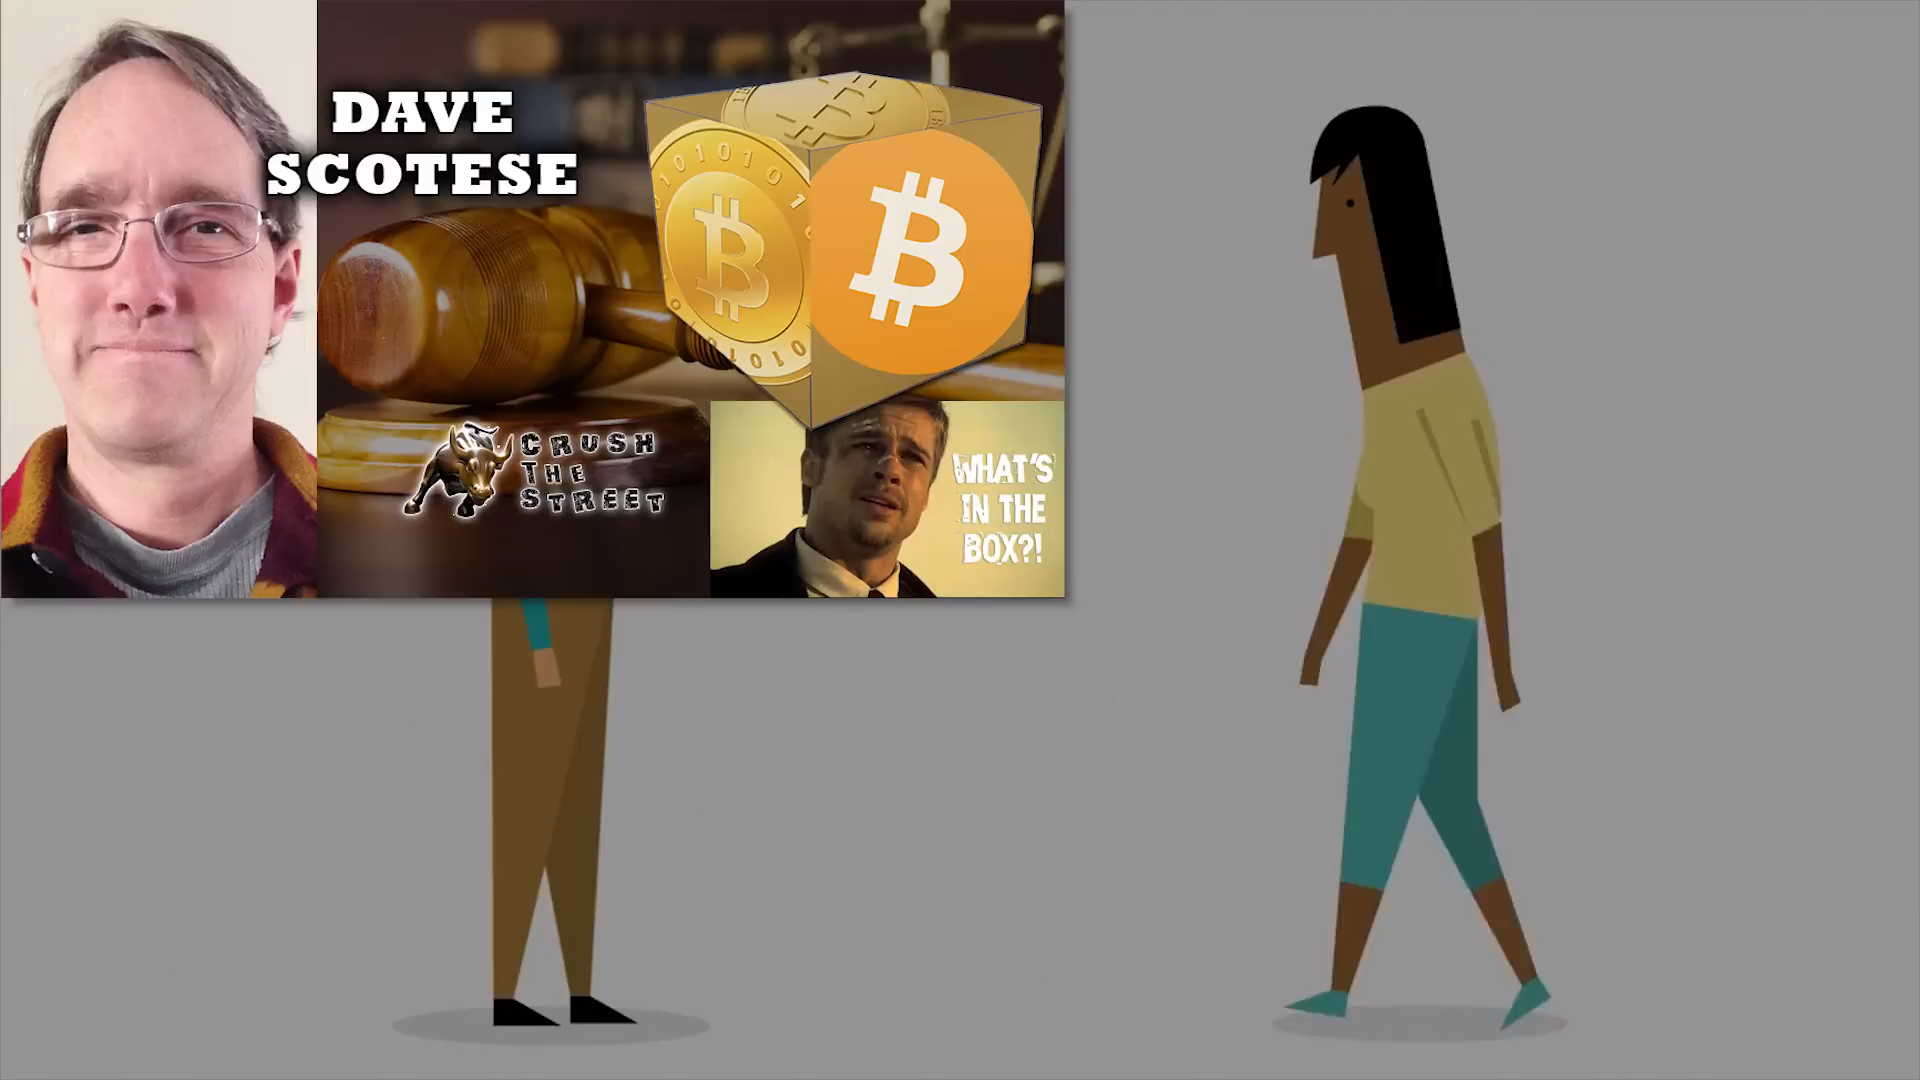 DAVE
SCOTESE
CRUSH
THE
STREET
WHAT'S
IN THE
BOX?!